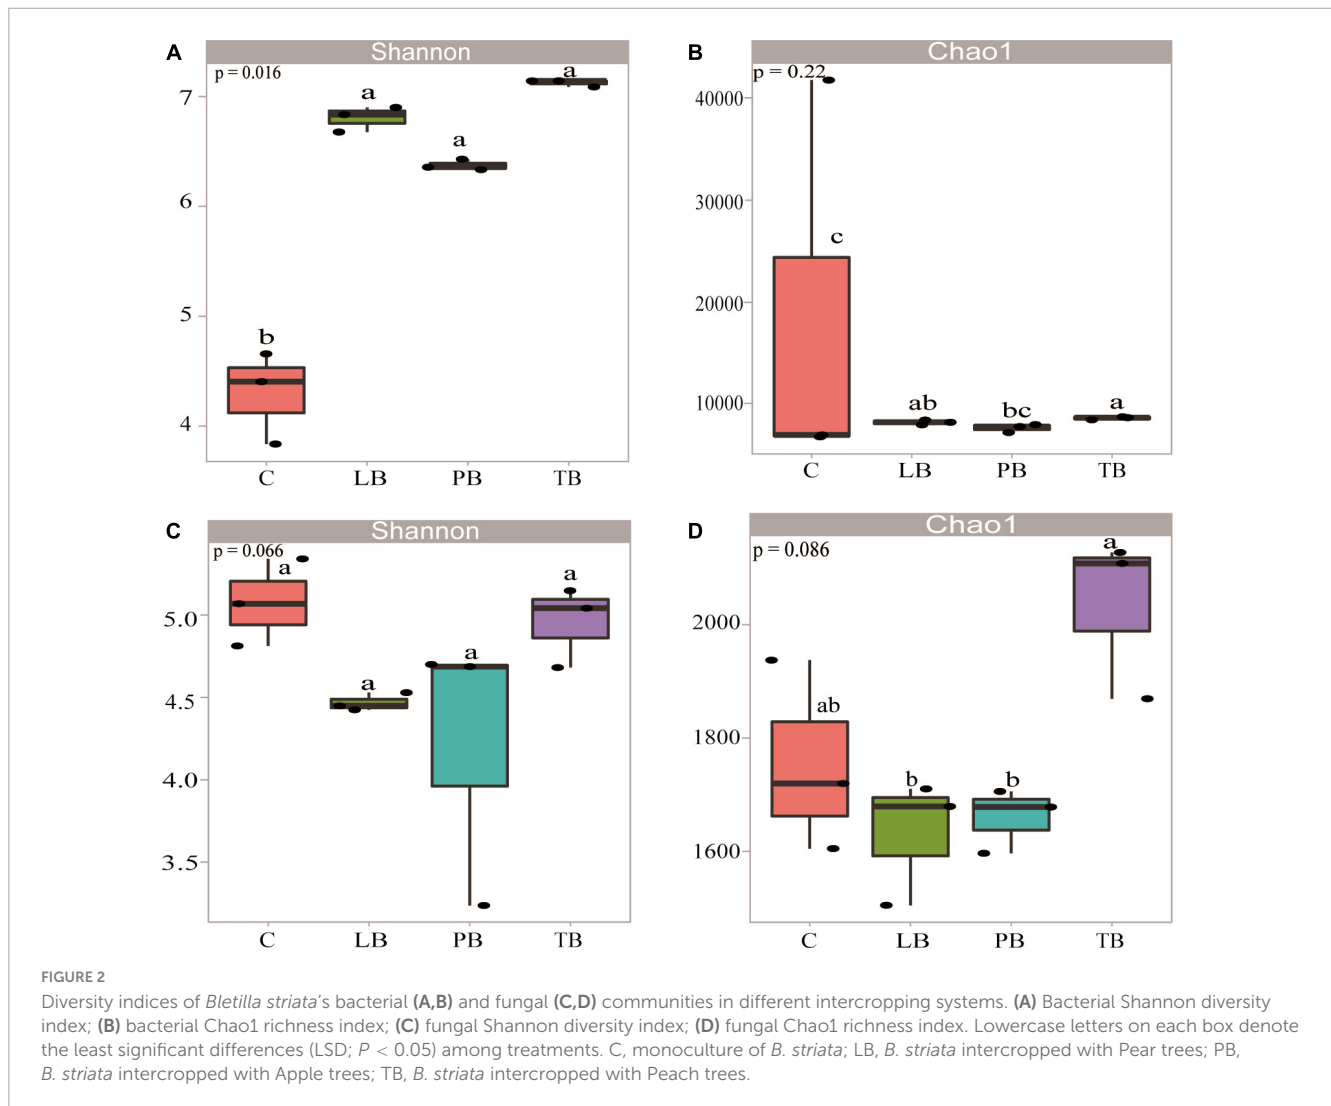 A
Shannon
p = 0.016
7
6
5
4
b
a
a
a
C
LB
PB
TB
B
Chao1
p = 0.22
40000
30000
20000
10000
c
ab
bc
a
C
LB
PB
TB
C
Shannon
p = 0.066
5.0
4.5
4.0
3.5
a
a
a
a
C
LB
PB
TB
D
Chao1
p = 0.086
2000
1800
1600
ab
b
b
a
C
LB
PB
TB
FIGURE 2
Diversity indices of Bletilla striata's bacterial (A,B) and fungal (C,D) communities in different intercropping systems. (A) Bacterial Shannon diversity
index; (B) bacterial Chao1 richness index; (C) fungal Shannon diversity index; (D) fungal Chao1 richness index. Lowercase letters on each box denote
the least significant differences (LSD; P < 0.05) among treatments. C, monoculture of B. striata; LB, B. striata intercropped with Pear trees; PB,
B. striata intercropped with Apple trees; TB, B. striata intercropped with Peach trees.